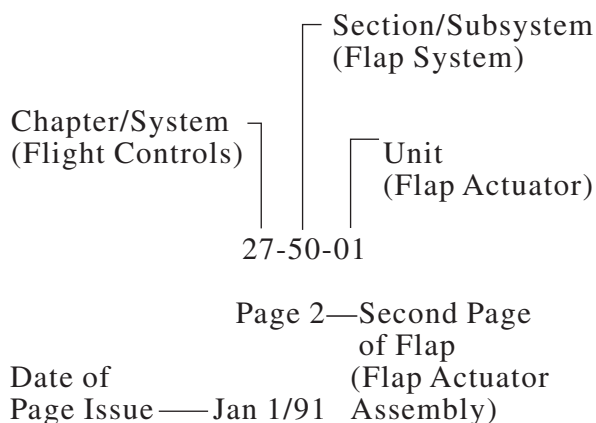 Section/Subsystem
(Flap System)
Chapter/System
(Flight Controls)
Unit
(Flap Actuator)
27-50-01
Page 2—Second Page
of Flap
(Flap Actuator
Assembly)
Date of
Page Issue — Jan 1/91